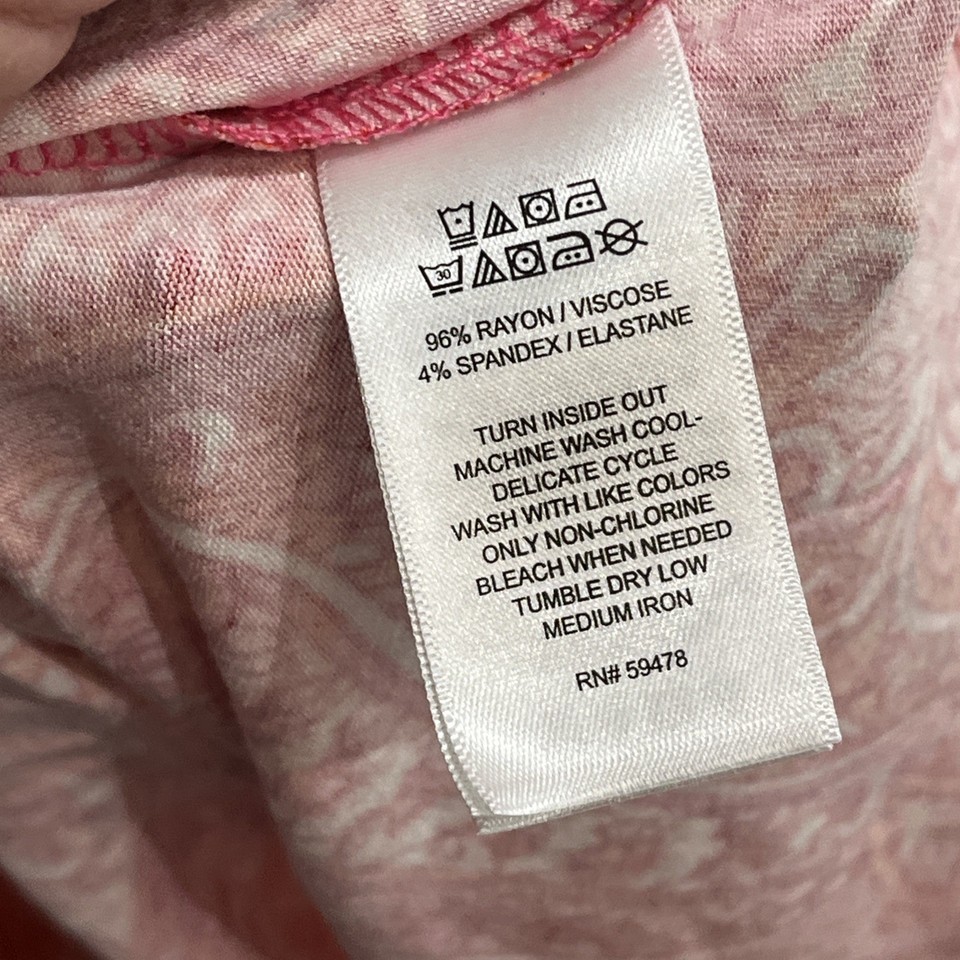 30
96% RAYON / VISCOSE
4% SPANDEX / ELASTANE
TURN INSIDE OUT
MACHINE WASH COOL-
DELICATE CYCLE
WASH WITH LIKE COLORS
ONLY NON-CHLORINE
BLEACH WHEN NEEDED
TUMBLE DRY LOW
MEDIUM IRON
RN# 59478